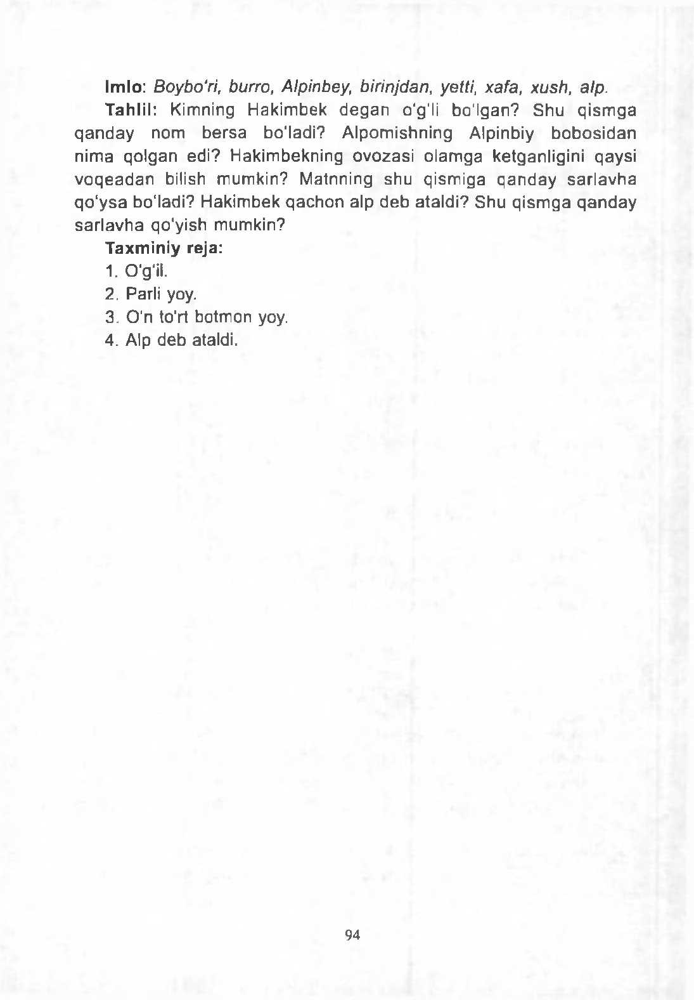 Imlo: Boybo'ri, burro, Alpinbey, birinjdan, yetti, xafa, xush, alp.
Tahlil: Kimning Hakimbek degan o'g'li bo'lgan? Shu qismga
qanday nom bersa bo'ladi? Alpomishning Alpinbiy bobosidan
nima qolgan edi? Hakimbekning ovozasi olamga ketganligini qaysi
voqeadan bilish mumkin? Matnning shu qismiga qanday sarlavha
qo'ysa bo'ladi? Hakimbek qachon alp deb ataldi? Shu qismga qanday
sarlavha qo'yish mumkin?
Taxminiy reja:
1. O'g'il.
2. Parli yoy.
3. O'n to'rt botmon yoy.
4. Alp deb ataldi.
94